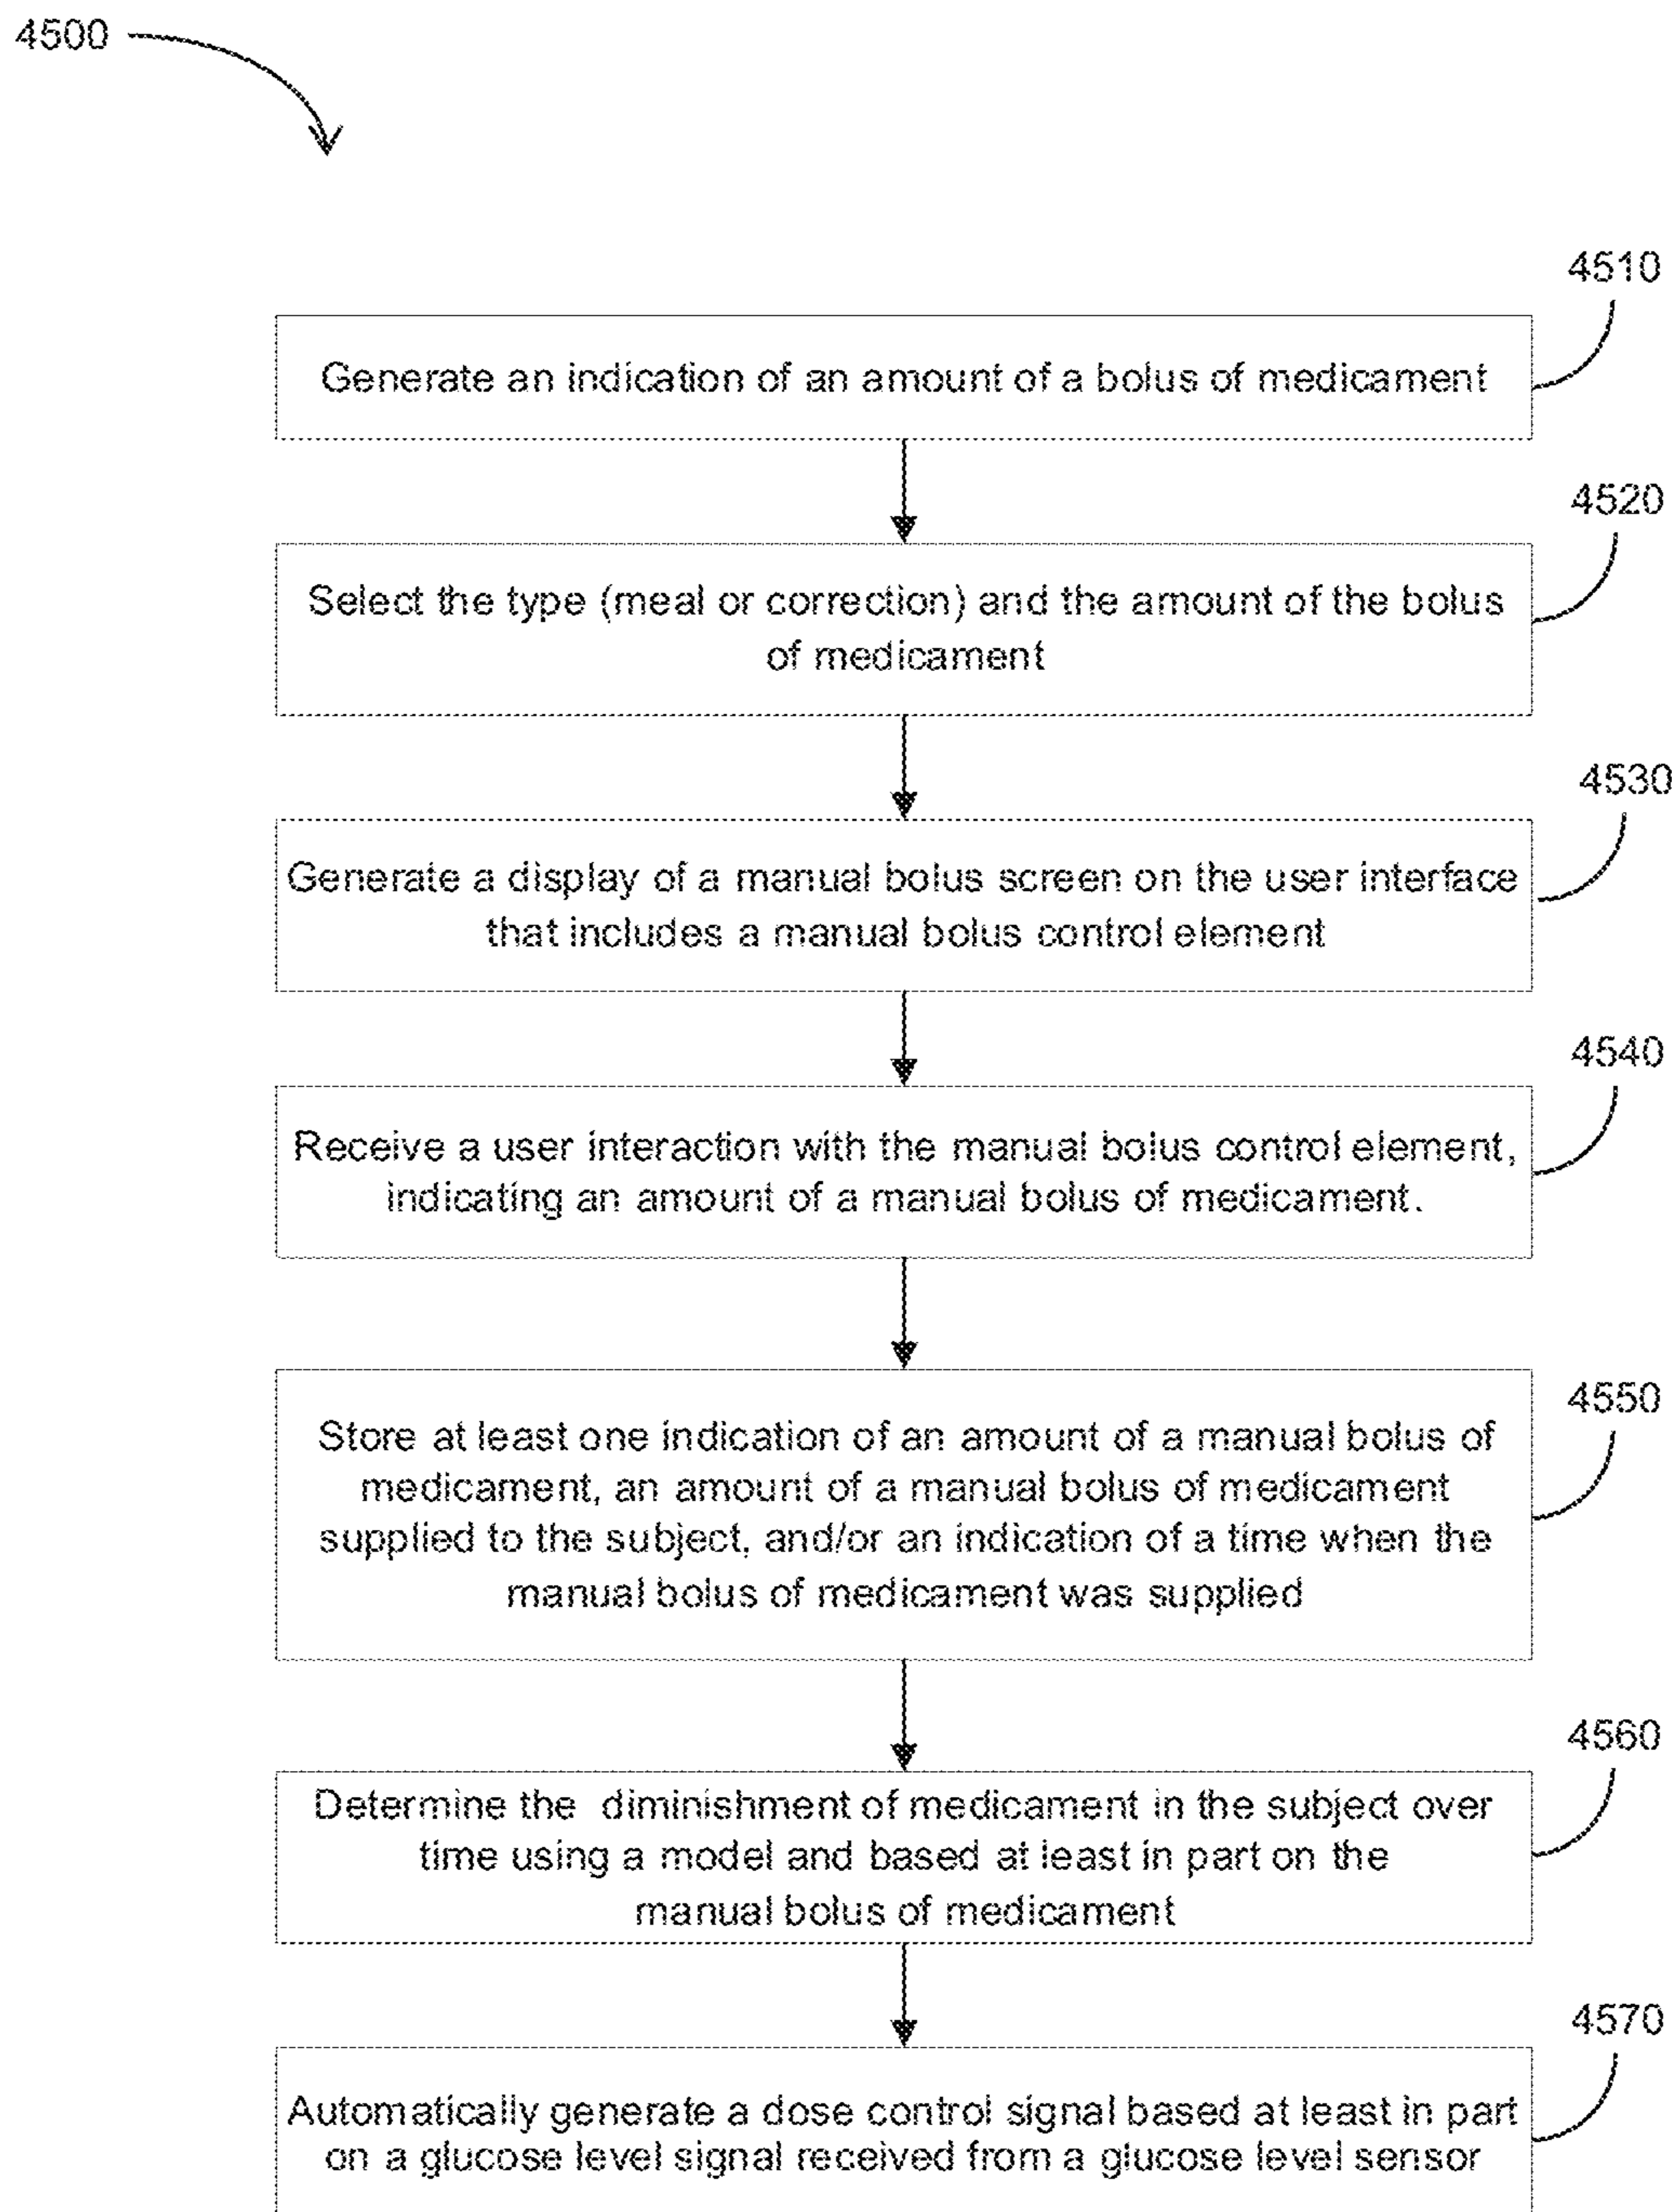 4500
4510
Generate an indication of an amount of a bolus of medicament
4520
Select the type (meal or correction) and the amount of the bolus
of medicament
4530
Generate a display of a manual bolus screen on the user interface
that includes a manual bolus control element
4540
Receive a user interaction with the manual bolus control element,
indicating an amount of a manual bolus of medicament.
4550
Store at least one indication of an amount of a manual bolus of
medicament, an amount of a manual bolus of medicament
supplied to the subject, and/or an indication of a time when the
manual bolus of medicament was supplied
4560
Determine the diminishment of medicament in the subject over
time using a model and based at least in part on the
manual bolus of medicament
4570
Automatically generate a dose control signal based at least in part
on a glucose level signal received from a glucose level sensor